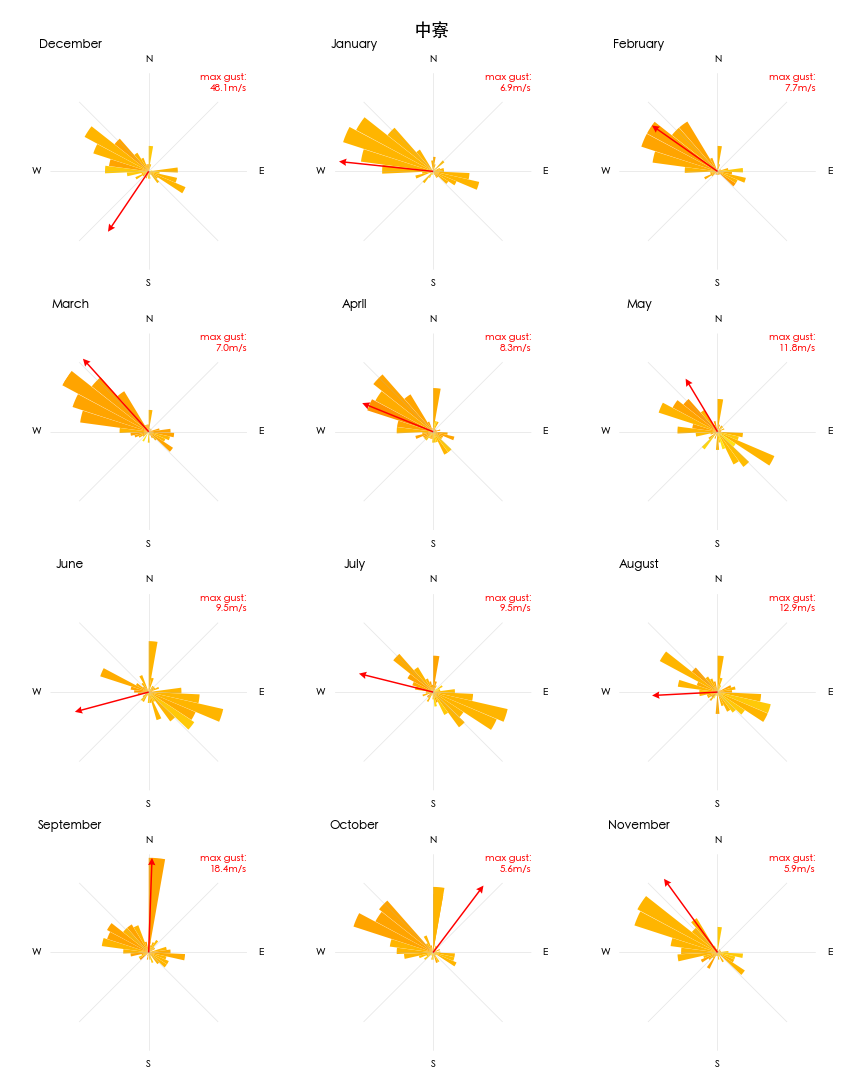 中寮
December
January
February
N
N
N
max gust:
48.1m/s
max gust:
6.9m/s
max gust:
7.7m/s
W
E
W
E
W
E
S
S
S
March
April
May
N
N
N
max gust:
7.0m/s
max gust:
8.3m/s
max gust:
11.8m/s
W
E
W
E
W
E
S
S
S
June
July
August
N
N
N
max gust:
9.5m/s
max gust:
9.5m/s
max gust:
12.9m/s
W
E
W
E
W
E
S
S
S
September
October
November
N
N
N
max gust:
18.4m/s
max gust:
5.6m/s
max gust:
5.9m/s
W
E
W
E
W
E
S
S
S